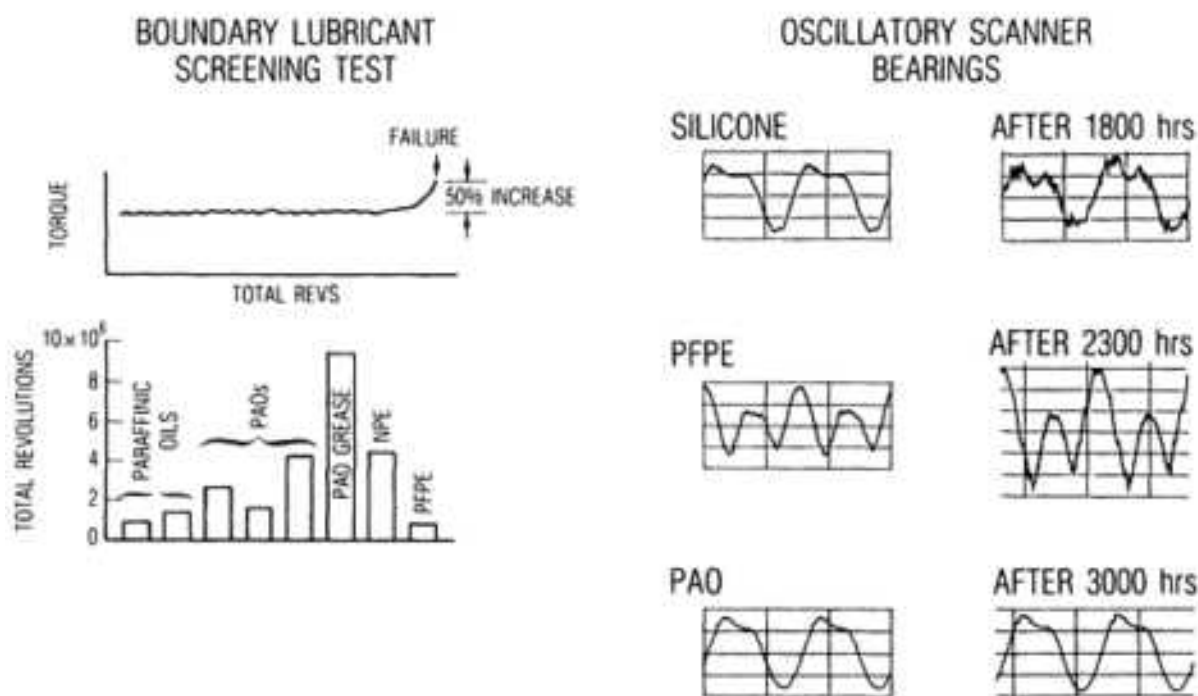 BOUNDARY LUBRICANT
SCREENING TEST
FAILURE
50% INCREASE
TORQUE
TOTAL REVS
TOTAL REVOLUTIONS
10 × 10⁶
8
6
4
2
0
PARAFFINIC
OILS
PAOs
PAO GREASE
NPE
PFPE
OSCILLATORY SCANNER
BEARINGS
SILICONE
AFTER 1800 hrs
PFPE
AFTER 2300 hrs
PAO
AFTER 3000 hrs